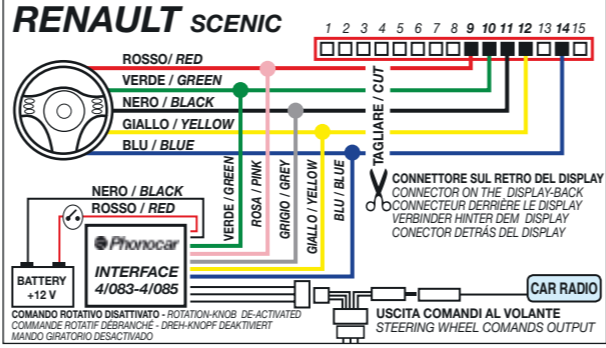 RENAULT SCENIC
1 2 3 4 5 6 7 8 9 10 11 12 13 14 15
ROSSO/ RED
VERDE / GREEN
NERO / BLACK
GIALLO / YELLOW
BLU / BLUE
TAGLIARE / CUT
VERDE / GREEN
ROSA / PINK
GRIGIO / GREY
GIALLO / YELLOW
BLU / BLUE
CONNETTORE SUL RETRO DEL DISPLAY
CONNECTOR ON THE DISPLAY-BACK
CONNECTEUR DERRIÈRE LE DISPLAY
VERBINDER HINTER DEM DISPLAY
CONECTOR DETRÁS DEL DISPLAY
NERO / BLACK
ROSSO / RED
Phonocar
INTERFACE
4/083-4/085
BATTERY
+12 V
CAR RADIO
USCITA COMANDI AL VOLANTE
STEERING WHEEL COMANDS OUTPUT
COMANDO ROTATIVO DISATTIVATO - ROTATION-KNOB DE-ACTIVATED
COMMANDE ROTATIF DÉBRANCHÉ - DREH-KNOPF DEAKTIVIERT
MANDO GIRATORIO DESACTIVADO